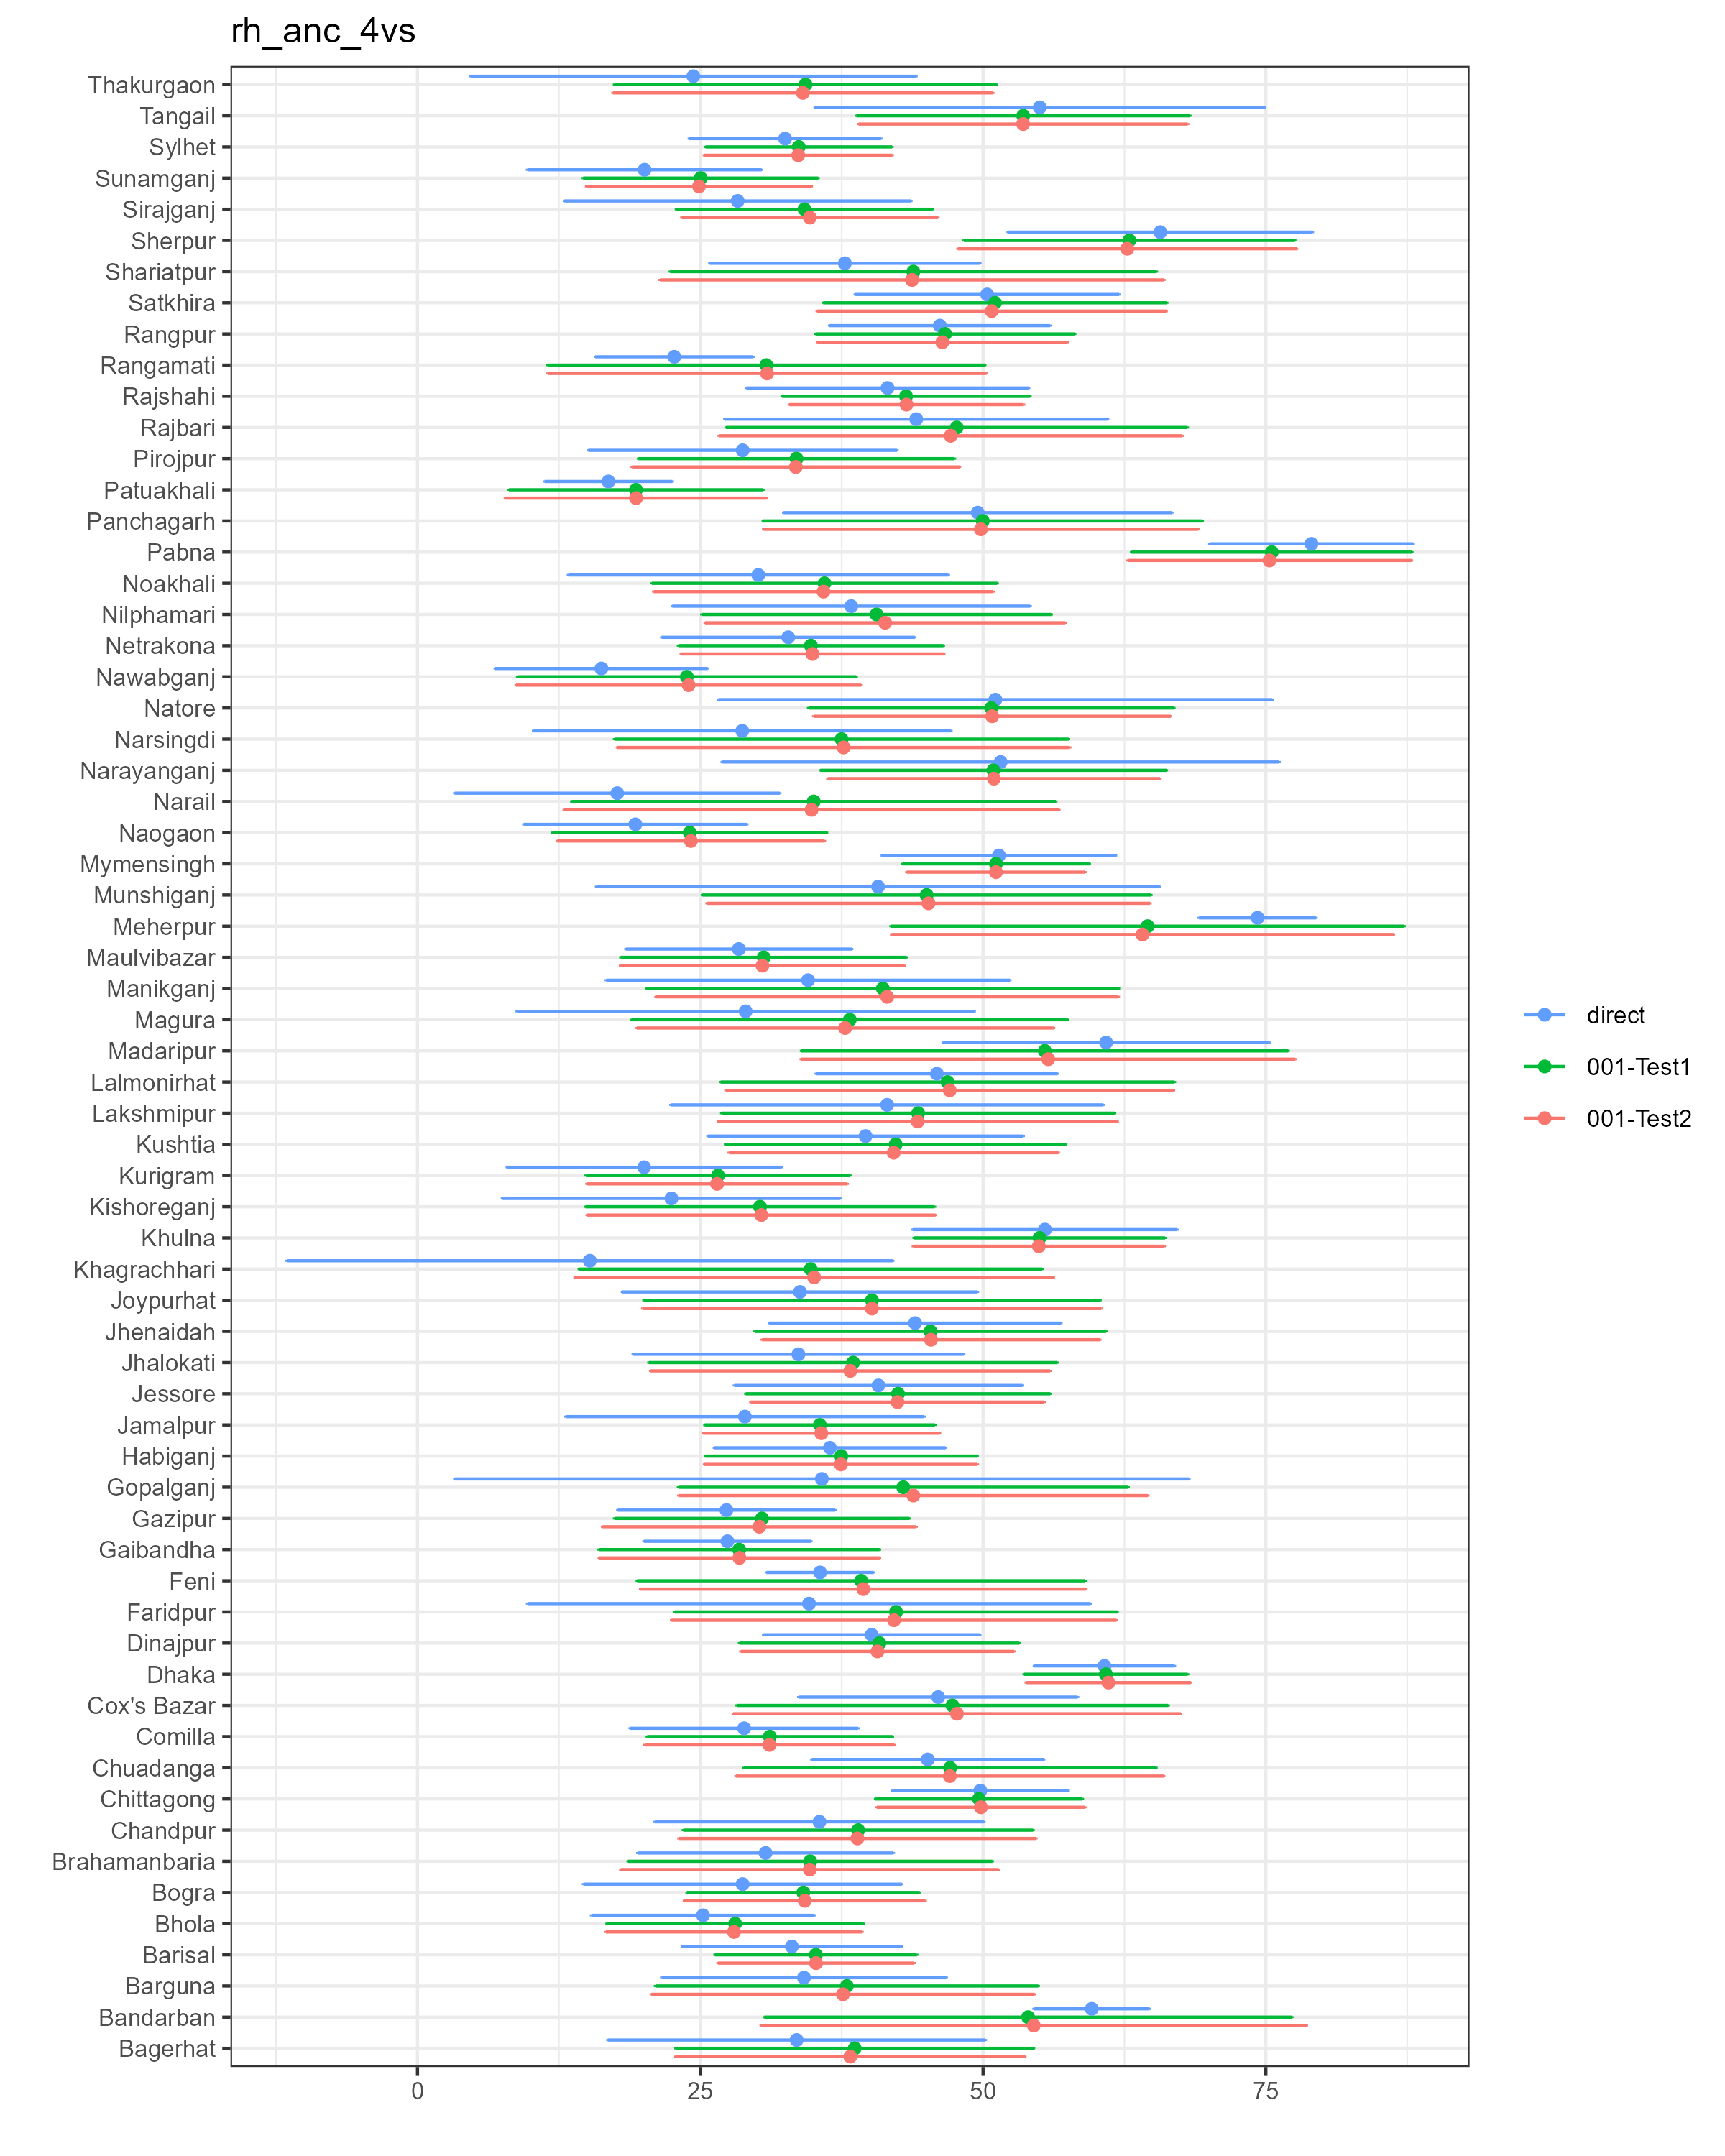 rh_anc_4vs
Thakurgaon
Tangail
Sylhet
Sunamganj
Sirajganj
Sherpur
Shariatpur
Satkhira
Rangpur
Rangamati
Rajshahi
Rajbari
Pirojpur
Patuakhali
Panchagarh
Pabna
Noakhali
Nilphamari
Netrakona
Nawabganj
Natore
Narsingdi
Narayanganj
Narail
Naogaon
Mymensingh
Munshiganj
Meherpur
Maulvibazar
Manikganj
Magura
Madaripur
Lalmonirhat
Lakshmipur
Kushtia
Kurigram
Kishoreganj
Khulna
Khagrachhari
Joypurhat
Jhenaidah
Jhalokati
Jessore
Jamalpur
Habiganj
Gopalganj
Gazipur
Gaibandha
Feni
Faridpur
Dinajpur
Dhaka
Cox's Bazar
Comilla
Chuadanga
Chittagong
Chandpur
Brahamanbaria
Bogra
Bhola
Barisal
Barguna
Bandarban
Bagerhat
0 25 50 75
direct
001-Test1
001-Test2